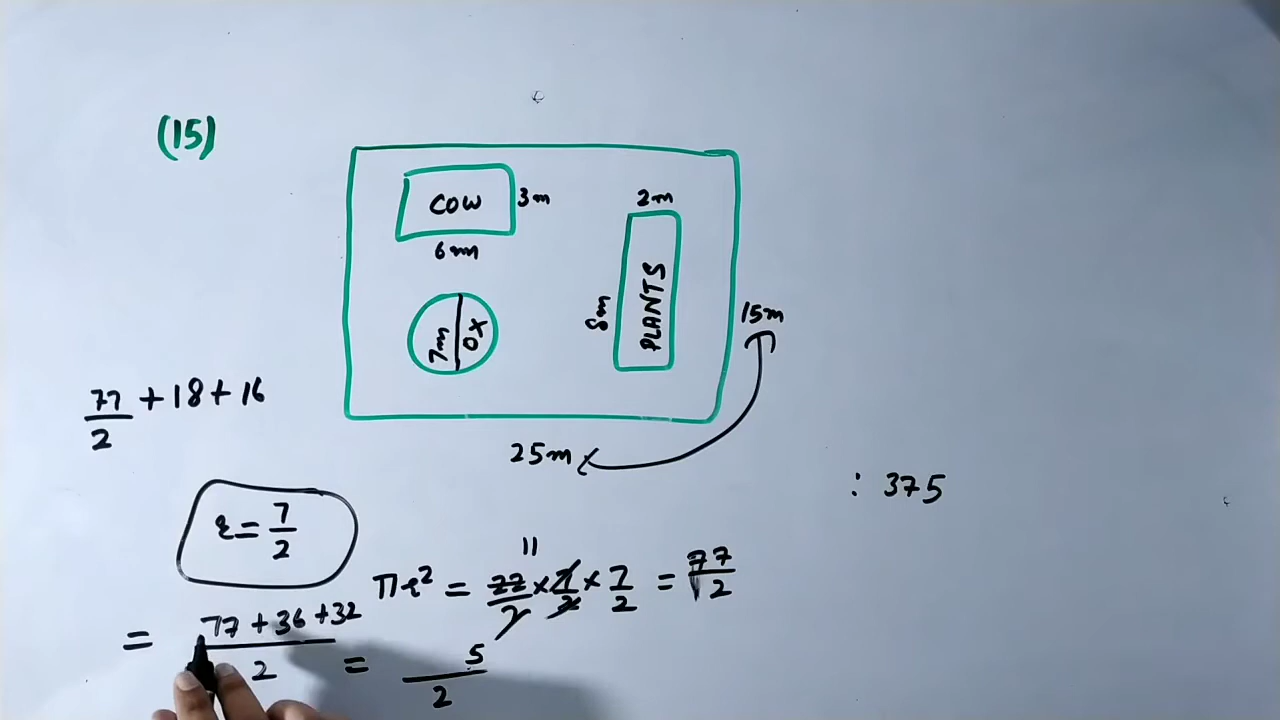 (15)
COW
3m
2m
6m
PLANTS
8m
7m
OX
15m
77/2 + 18 + 16
25m
: 375
r = 7/2
11
πr² = 22/7 × 7/2 × 7/2 = 77/2
= 77 + 36 + 32 / 2 = 5/2